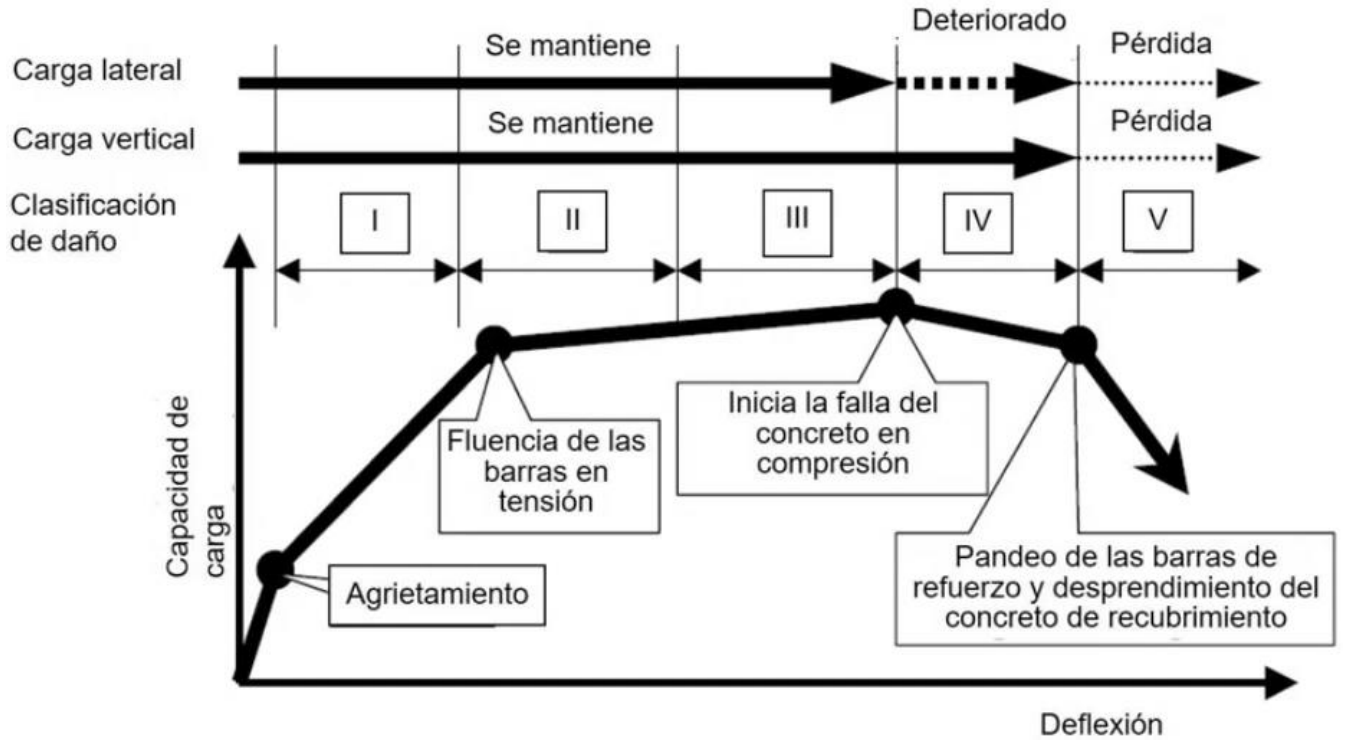 Deteriorado
Se mantiene
Pérdida
Carga lateral
Se mantiene
Pérdida
Carga vertical
Clasificación
de daño
I
II
III
IV
V
Capacidad de
carga
Fluencia de las
barras en
tensión
Inicia la falla del
concreto en
compresión
Agrietamiento
Pandeo de las barras de
refuerzo y desprendimiento del
concreto de recubrimiento
Deflexión